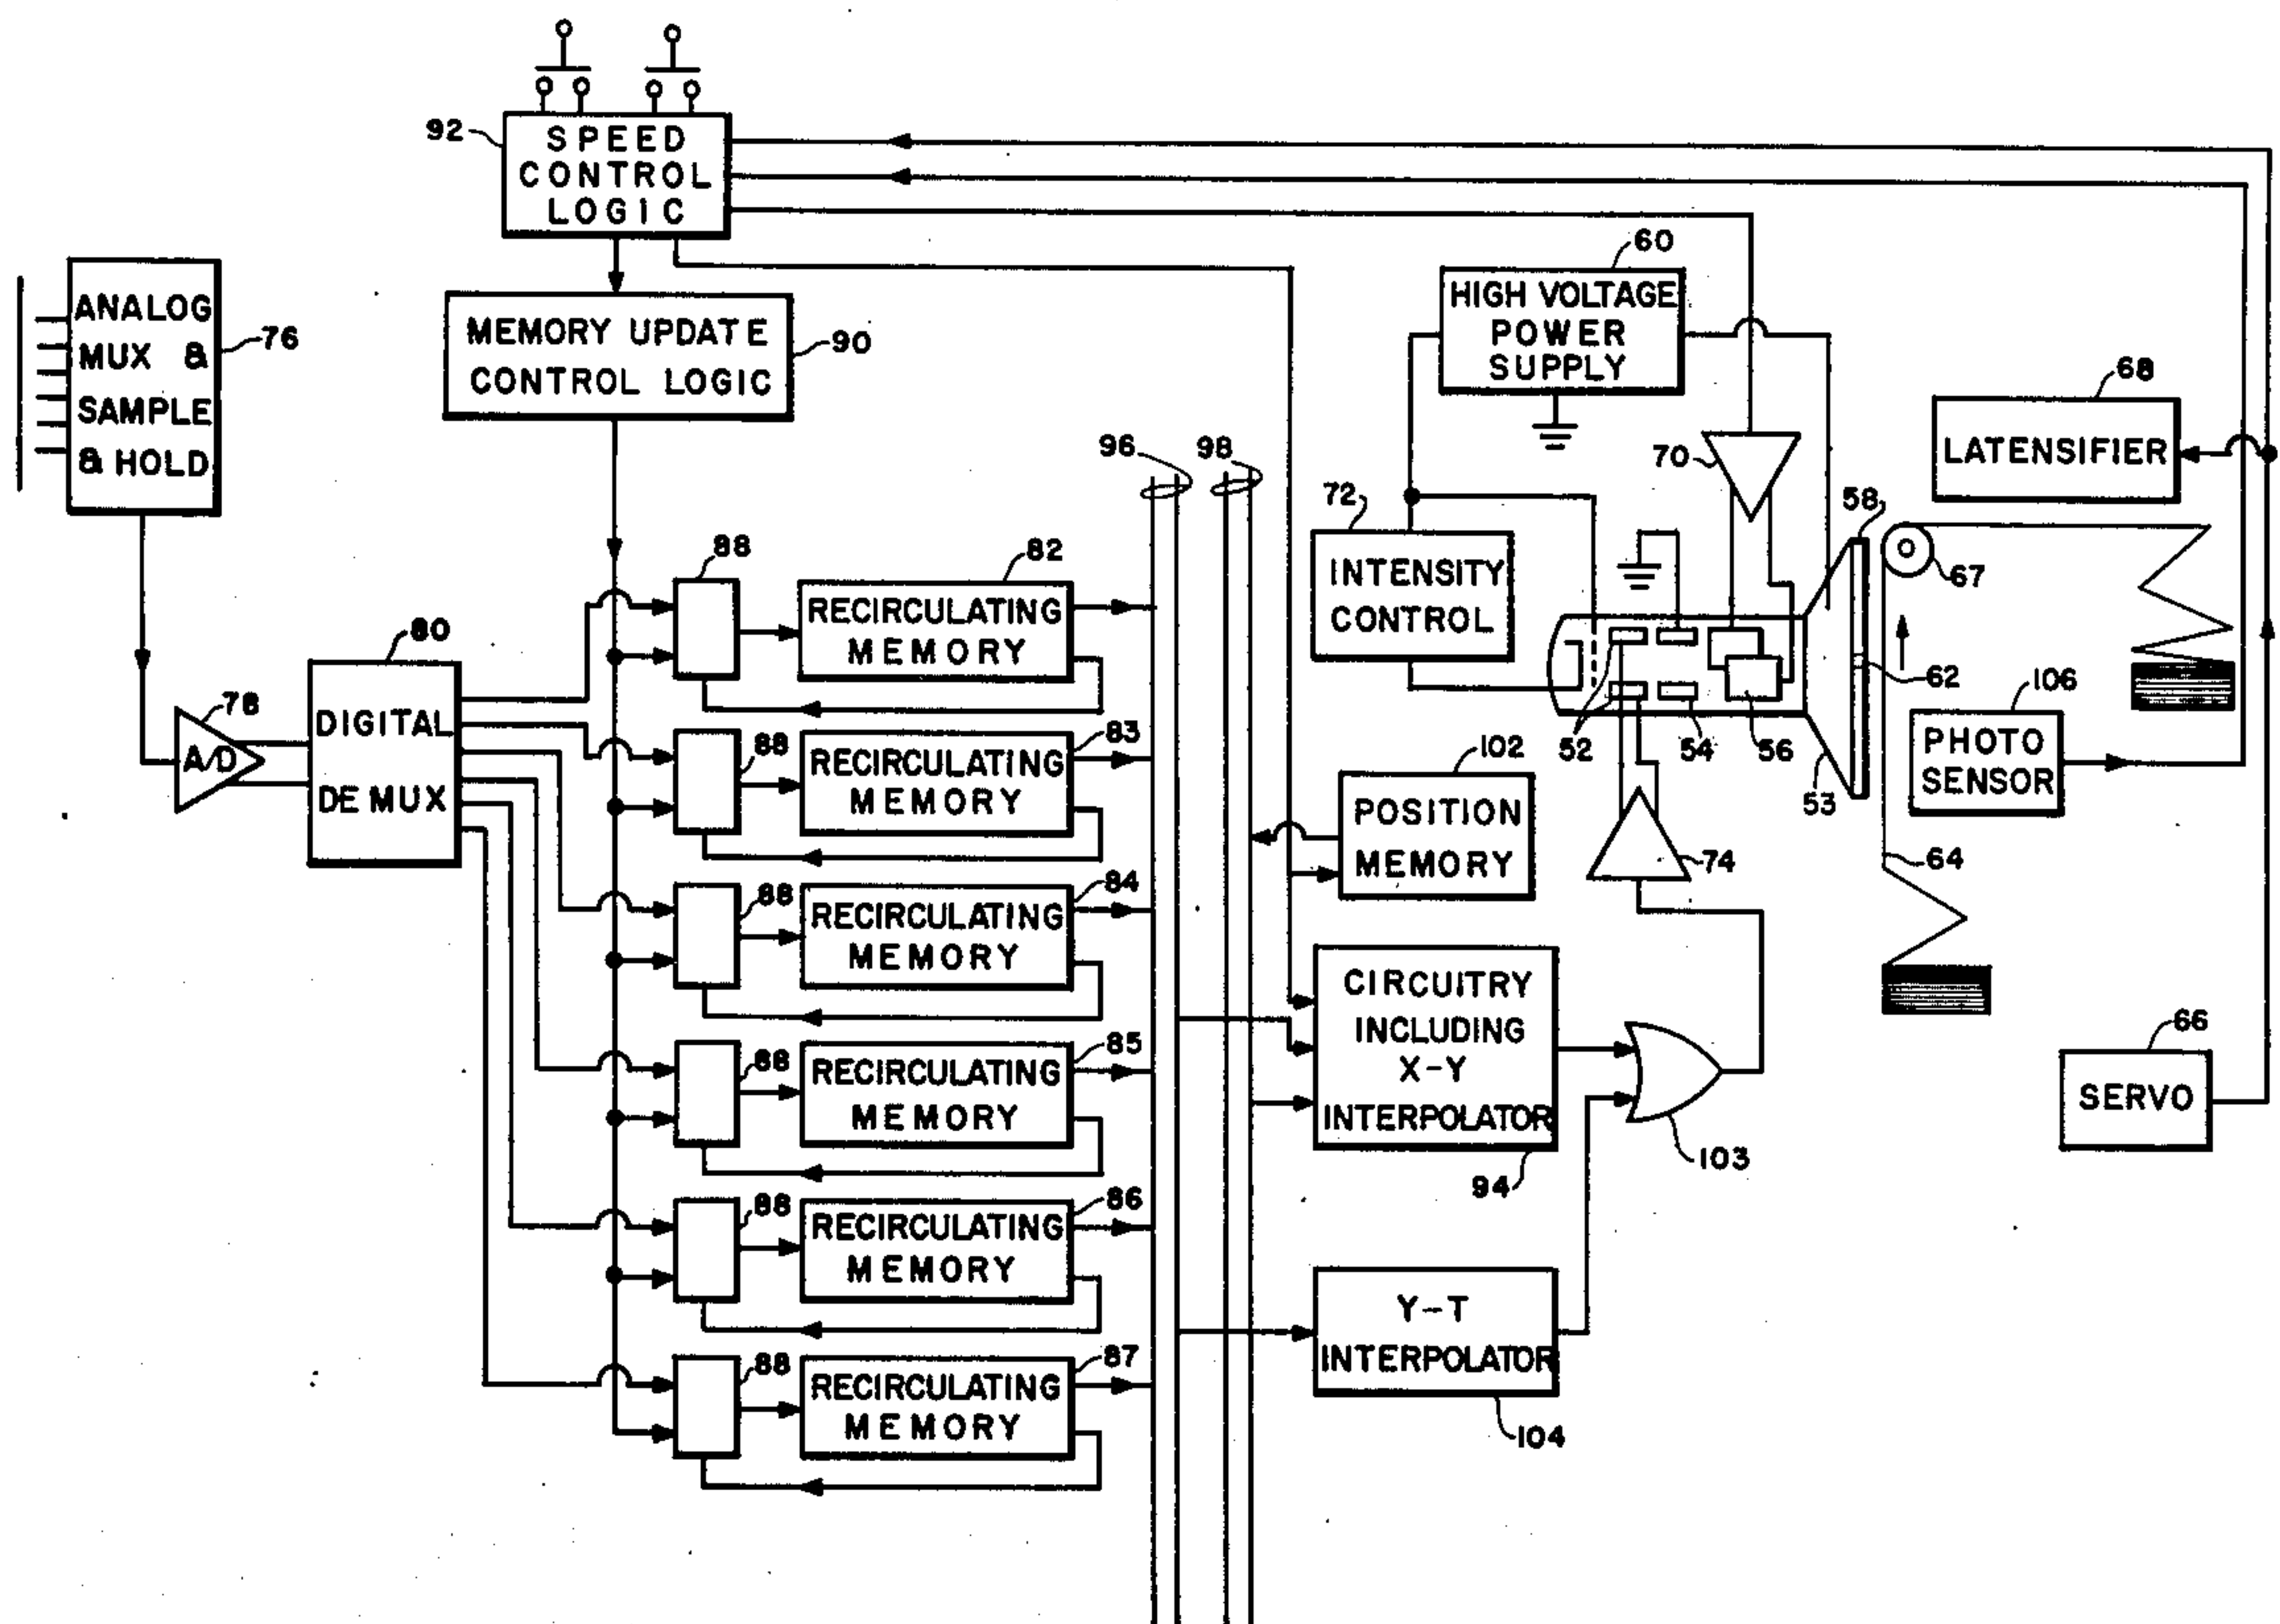 92
SPEED
CONTROL
LOGIC
60
HIGH VOLTAGE
POWER
SUPPLY
ANALOG
MUX &
SAMPLE
& HOLD
76
MEMORY UPDATE
CONTROL LOGIC
90
68
LATENSIFIER
70
96
98
72
INTENSITY
CONTROL
58
67
88
82
RECIRCULATING
MEMORY
80
DIGITAL
DEMUX
78
A/D
88
83
RECIRCULATING
MEMORY
52
54
56
53
62
106
PHOTO
SENSOR
102
POSITION
MEMORY
74
64
88
84
RECIRCULATING
MEMORY
CIRCUITRY
INCLUDING
X-Y
INTERPOLATOR
94
103
66
SERVO
88
85
RECIRCULATING
MEMORY
88
86
RECIRCULATING
MEMORY
Y-T
INTERPOLATOR
104
88
87
RECIRCULATING
MEMORY